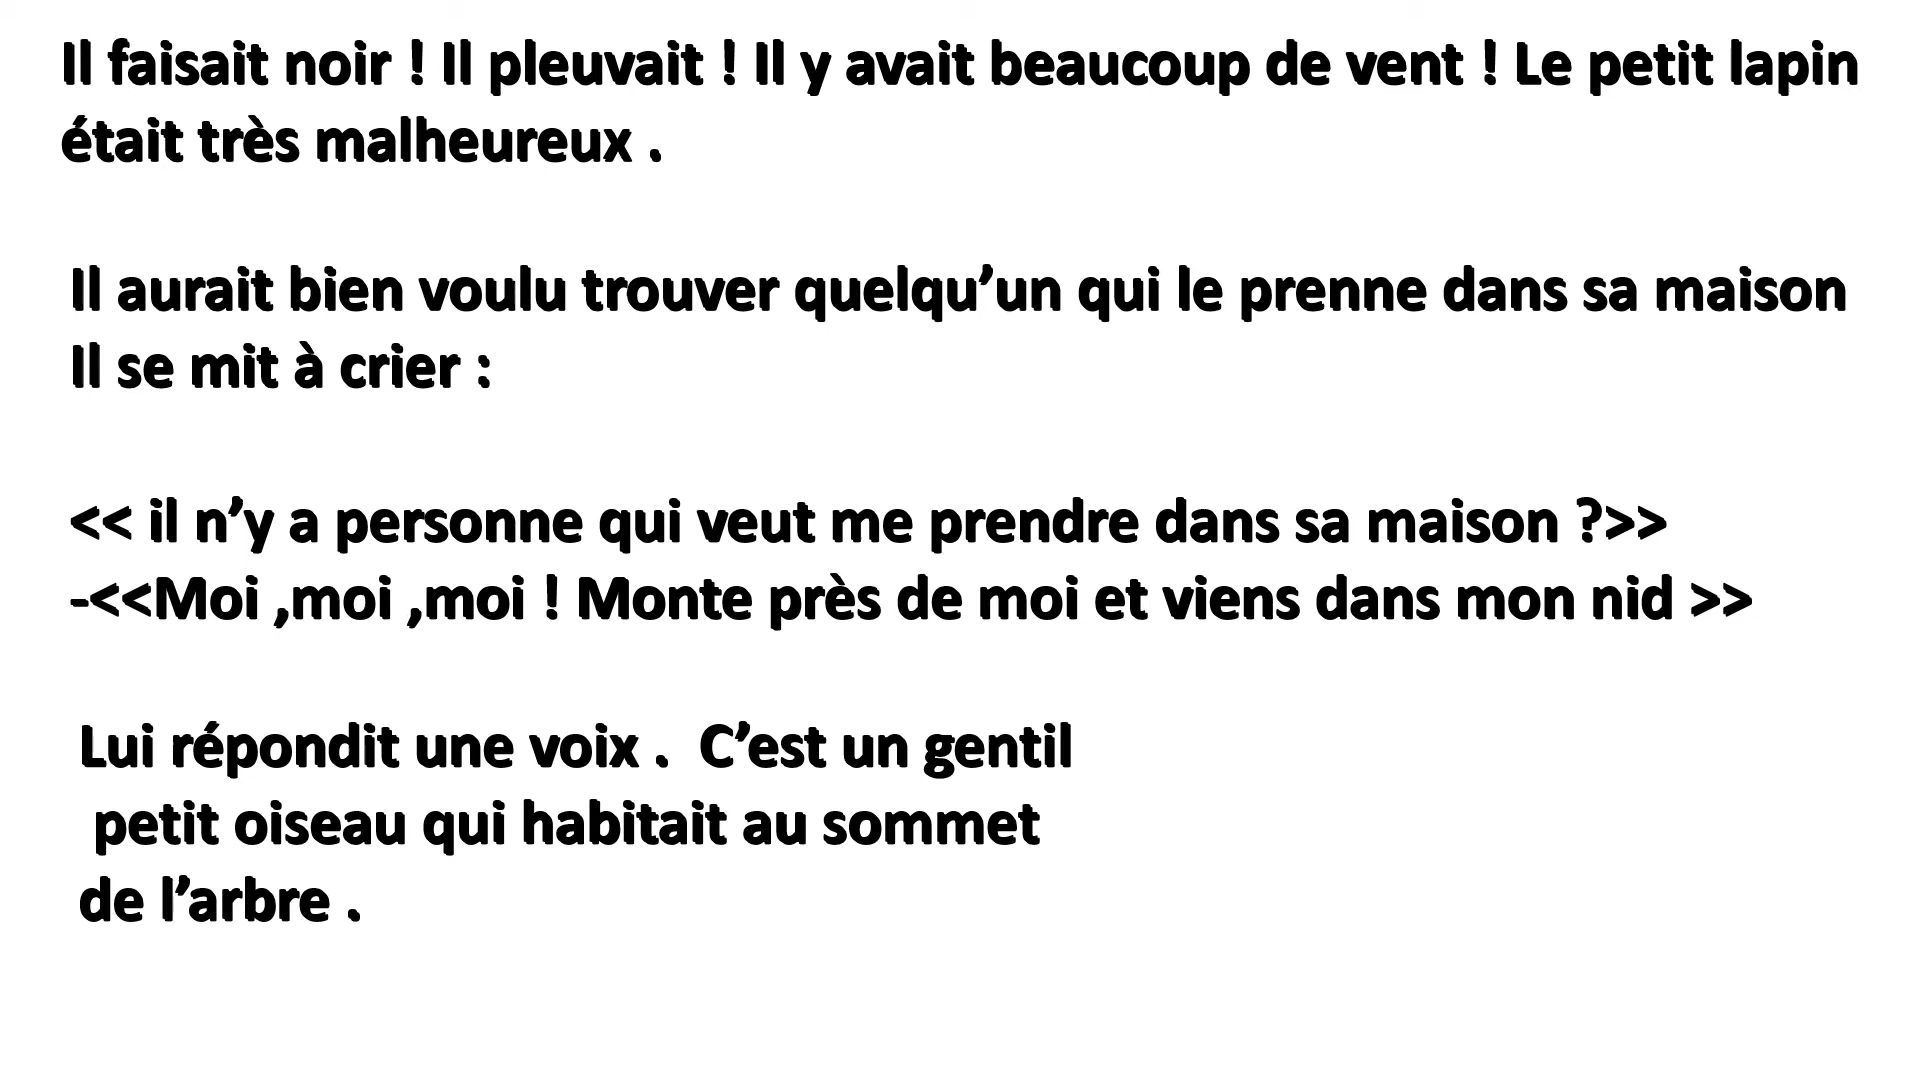 Il faisait noir ! Il pleuvait ! Il y avait beaucoup de vent ! Le petit lapin
était très malheureux .
Il aurait bien voulu trouver quelqu’un qui le prenne dans sa maison
Il se mit à crier :
<< il n’y a personne qui veut me prendre dans sa maison ?>>
-<<Moi ,moi ,moi ! Monte près de moi et viens dans mon nid >>
Lui répondit une voix .  C’est un gentil
petit oiseau qui habitait au sommet
de l’arbre .